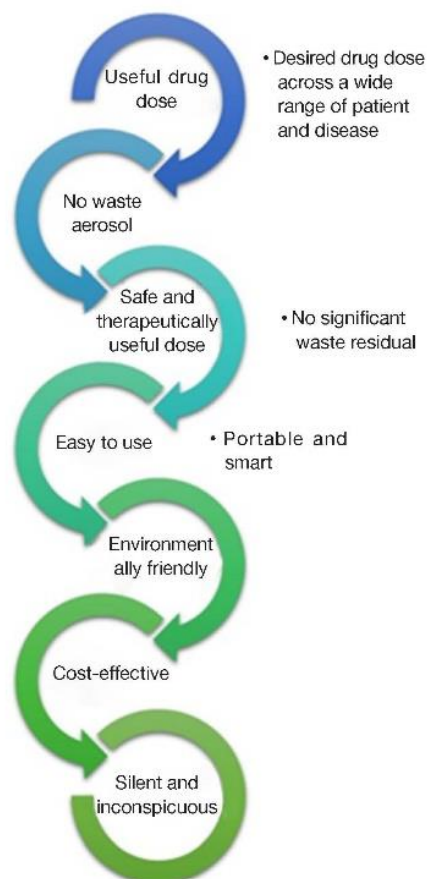 Useful drug
dose
• Desired drug dose
across a wide
range of patient
and disease
No waste
aerosol
Safe and
therapeutically
useful dose
• No significant
waste residual
Easy to use
• Portable and
smart
Environment
ally friendly
Cost-effective
Silent and
inconspicuous